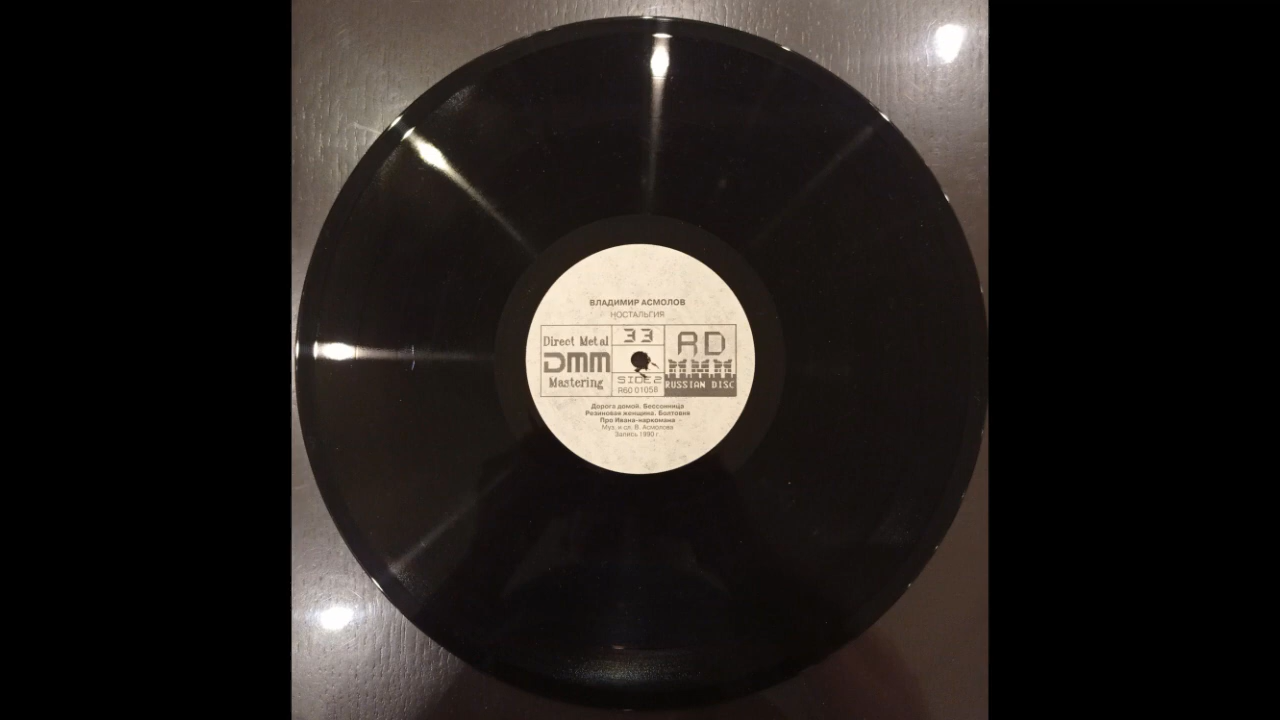 ВЛАДИМИР АСМОЛОВ
НОСТАЛЬГИЯ
Direct Metal
DMM
Mastering
33
SIDE 2
R60 01058
RD
RUSSIAN DISC
Дорога домой. Бессонница
Резиновая женщина. Болтовня
Про Ивана-наркомана
Муз. и сл. В. Асмолова
Запись 1990 г.